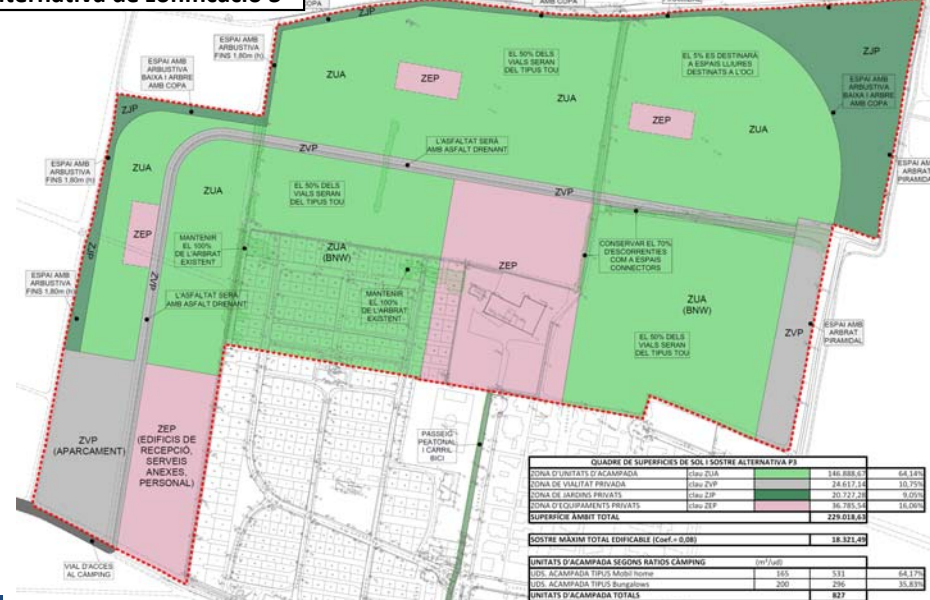 ESPAI AMB
ARBUSTIVA
FINS 1,80m (h)
ZJP
ZUA
ZEP
EL 50% DELS
VIALS SERAN
DEL TIPUS TOU
ZUA
EL 5% ES DESTINARÀ
A ESPAIS LLIURES
DESTINATS A L'OCI
ZJP
ESPAI AMB
ARBUSTIVA
BAIXA I ARBRE
AMB COPA
ESPAI AMB
ARBUSTIVA
BAIXA I ARBRE
AMB COPA
ZJP
ZEP
ZUA
ZVP
L'ASFALTAT SERÀ
AMB ASFALT DRENANT
ESPAI AMB
ARBUSTIVA
FINS 1,80m (h)
ZUA
ZUA
EL 50% DELS
VIALS SERAN
DEL TIPUS TOU
ZVP
ESPAI AMB
ARBRAT
PIRAMIDAL
ZEP
MANTENIR
EL 100%
DE L'ARBRAT
EXISTENT
ZUA
(BNW)
ZEP
CONSERVAR EL 70%
D'ESCORRENTIES
COM A ESPAIS
CONNECTORS
ZJP
ZVP
ESPAI AMB
ARBUSTIVA
FINS 1,80m (h)
L'ASFALTAT SERÀ
AMB ASFALT DRENANT
MANTENIR
EL 100%
DE L'ARBRAT
EXISTENT
ZUA
(BNW)
EL 50% DELS
VIALS SERAN
DEL TIPUS TOU
ZVP
ESPAI AMB
ARBRAT
PIRAMIDAL
ZVP
(APARCAMENT)
ZEP
(EDIFICIS DE
RECEPCIÓ,
SERVEIS
ANEXES,
PERSONAL)
PASSEIG
PEATONAL
I CARRIL
BICI
VIAL D'ACCES
AL CÀMPING
QUADRE DE SUPERFICIES DE SOL I SOSTRE ALTERNATIVA P3
ZONA D'UNITATS D'ACAMPADA clau ZUA 146.888,67 64,14%
ZONA DE VIALITAT PRIVADA clau ZVP 24.617,14 10,75%
ZONA DE JARDINS PRIVATS clau ZJP 20.727,28 9,05%
ZONA D'EQUIPAMENTS PRIVATS clau ZEP 36.785,54 16,06%
SUPERFÍCIE ÀMBIT TOTAL 229.018,63
SOSTRE MÀXIM TOTAL EDIFICABLE (Coef.= 0,08) 18.321,49
UNITATS D'ACAMPADA SEGONS RATIOS CÀMPING (m²/ud)
UDS. ACAMPADA TIPUS Mobil home 165 531 64,17%
UDS. ACAMPADA TIPUS Bungalows 200 296 35,83%
UNITATS D'ACAMPADA TOTALS 827